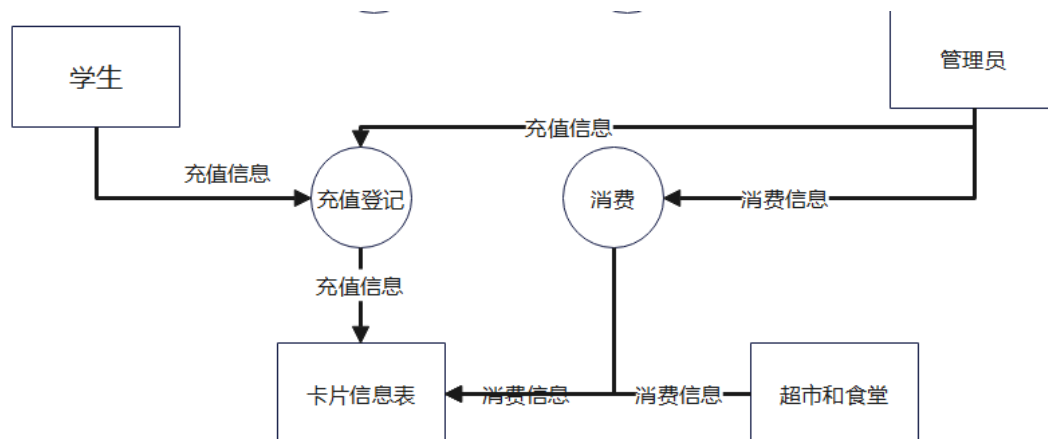 学生
管理员
充值信息
充值信息
充值登记
消费
消费信息
充值信息
卡片信息表
消费信息
消费信息
超市和食堂